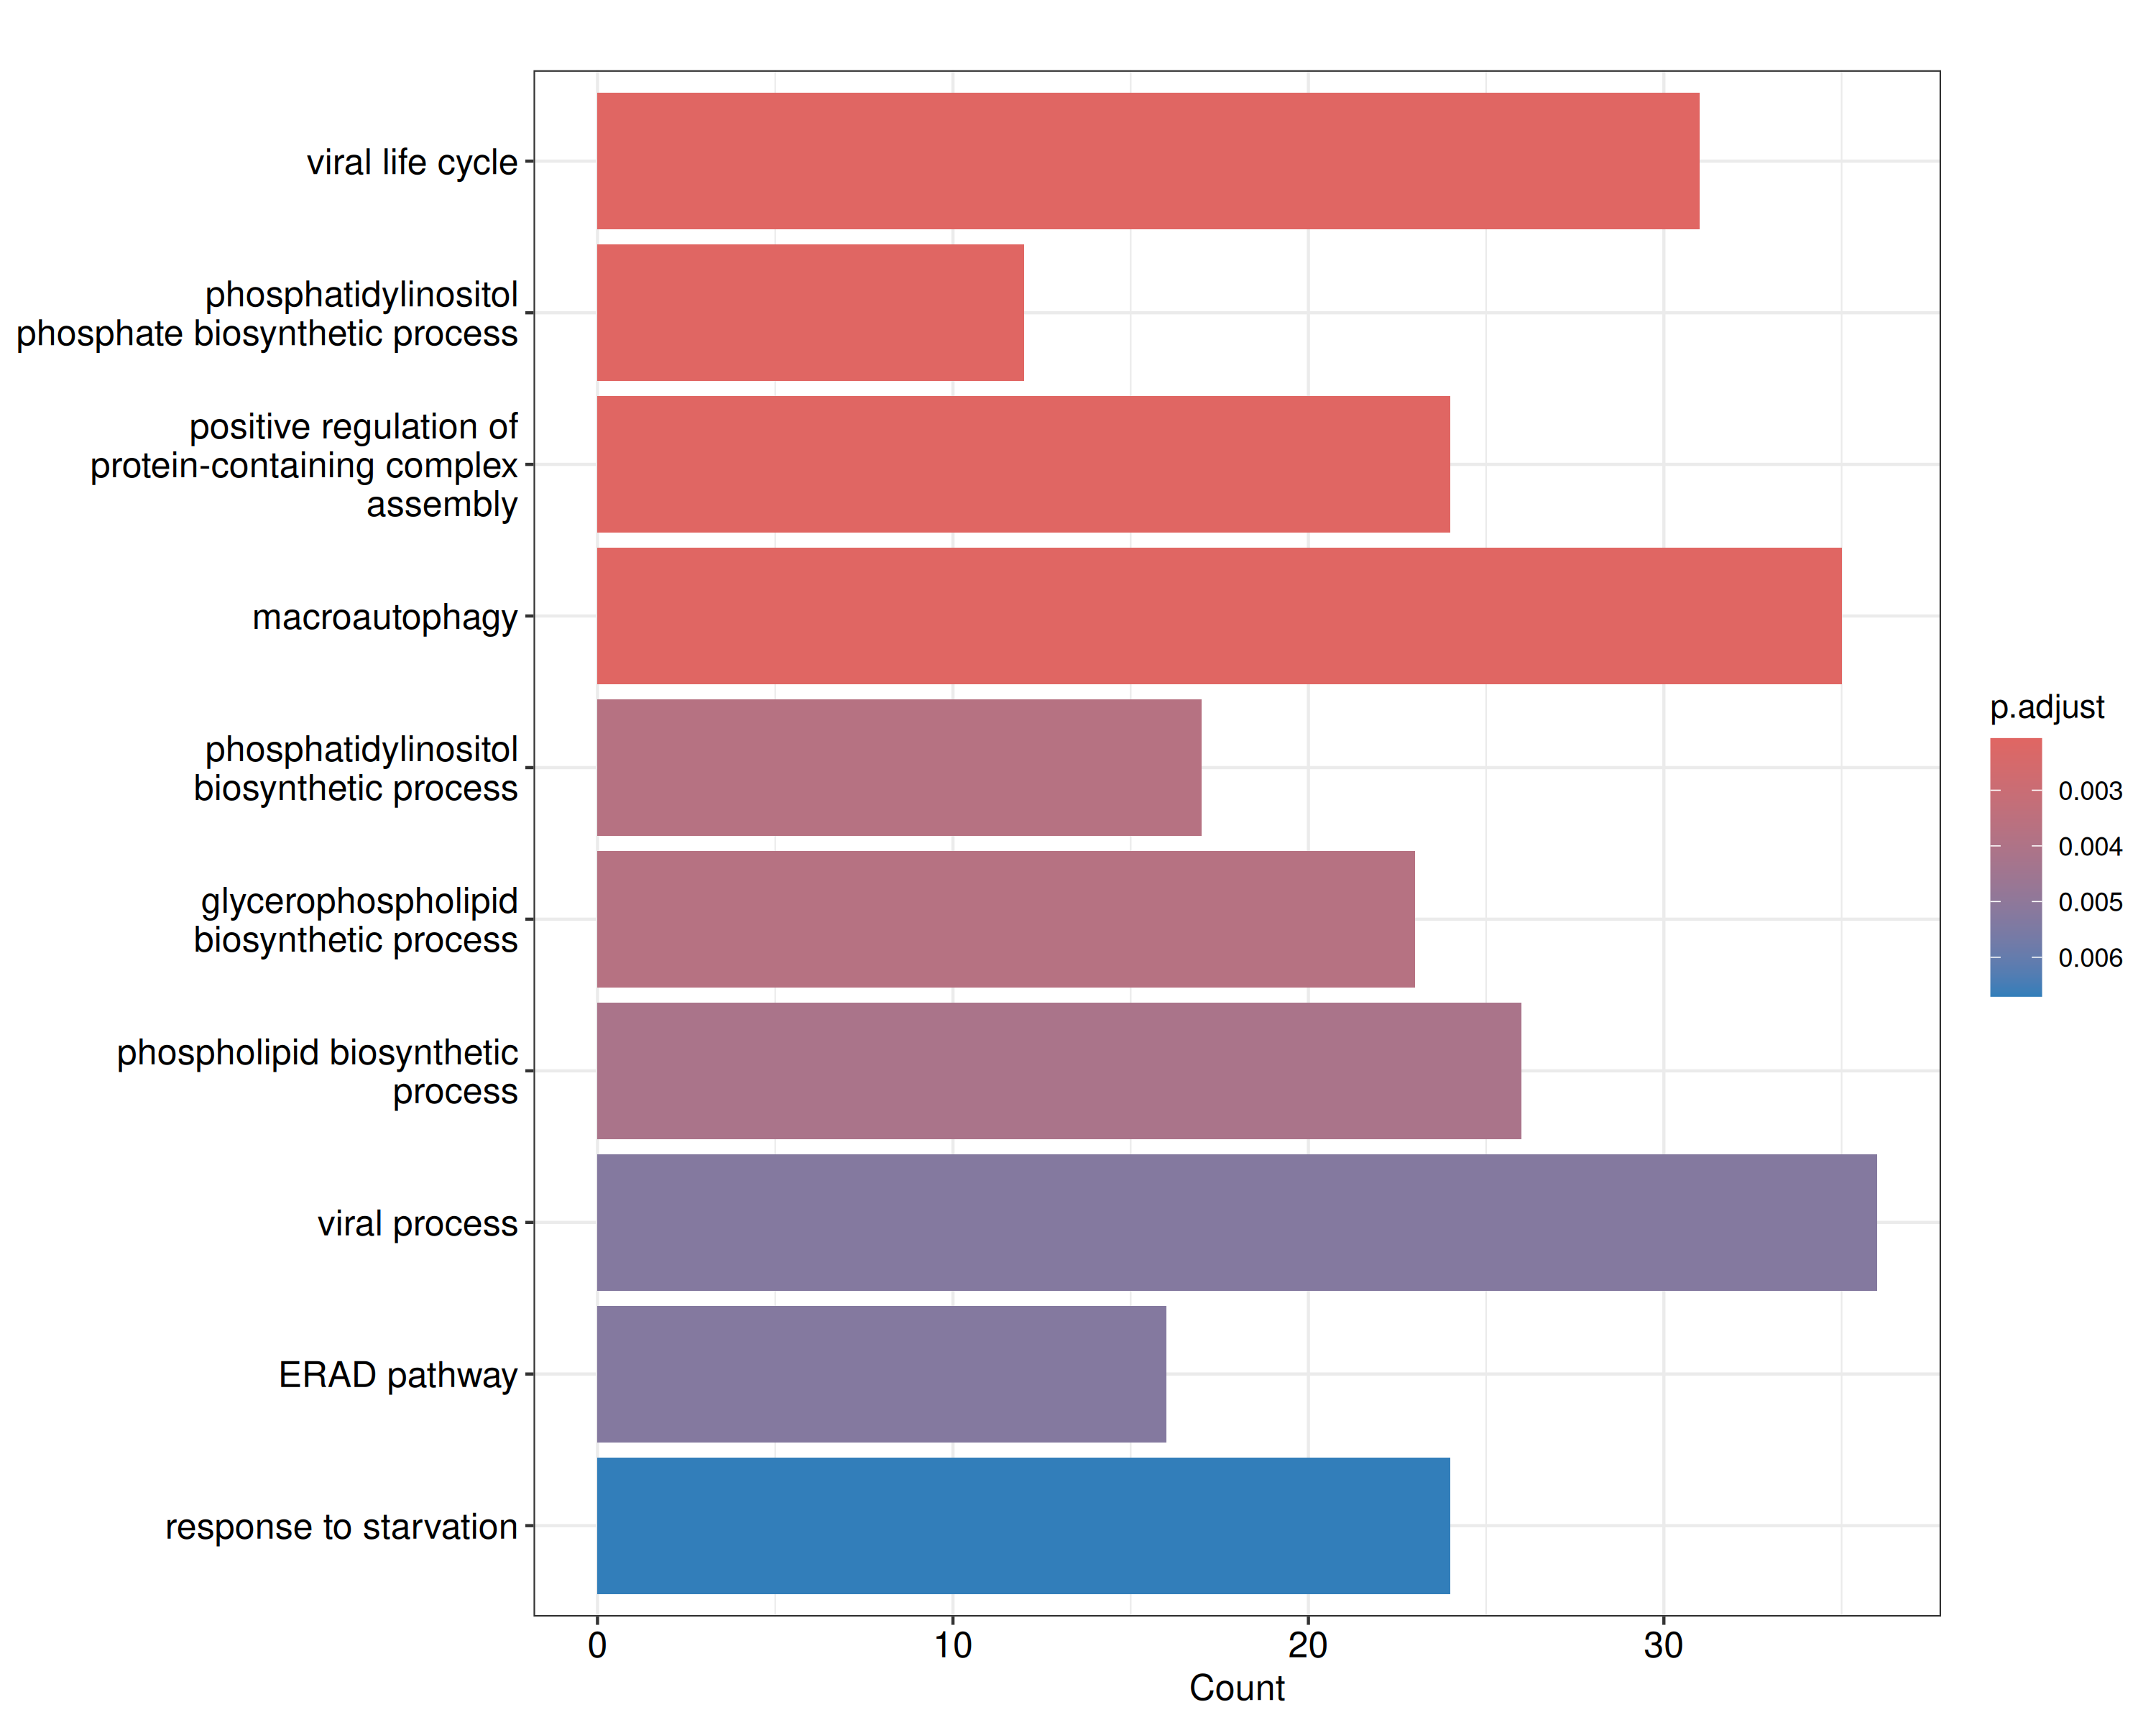 viral life cycle
phosphatidylinositol
phosphate biosynthetic process
positive regulation of
protein-containing complex
assembly
macroautophagy
phosphatidylinositol
biosynthetic process
glycerophospholipid
biosynthetic process
phospholipid biosynthetic
process
viral process
ERAD pathway
response to starvation
0 10 20 30
Count
p.adjust
0.003
0.004
0.005
0.006